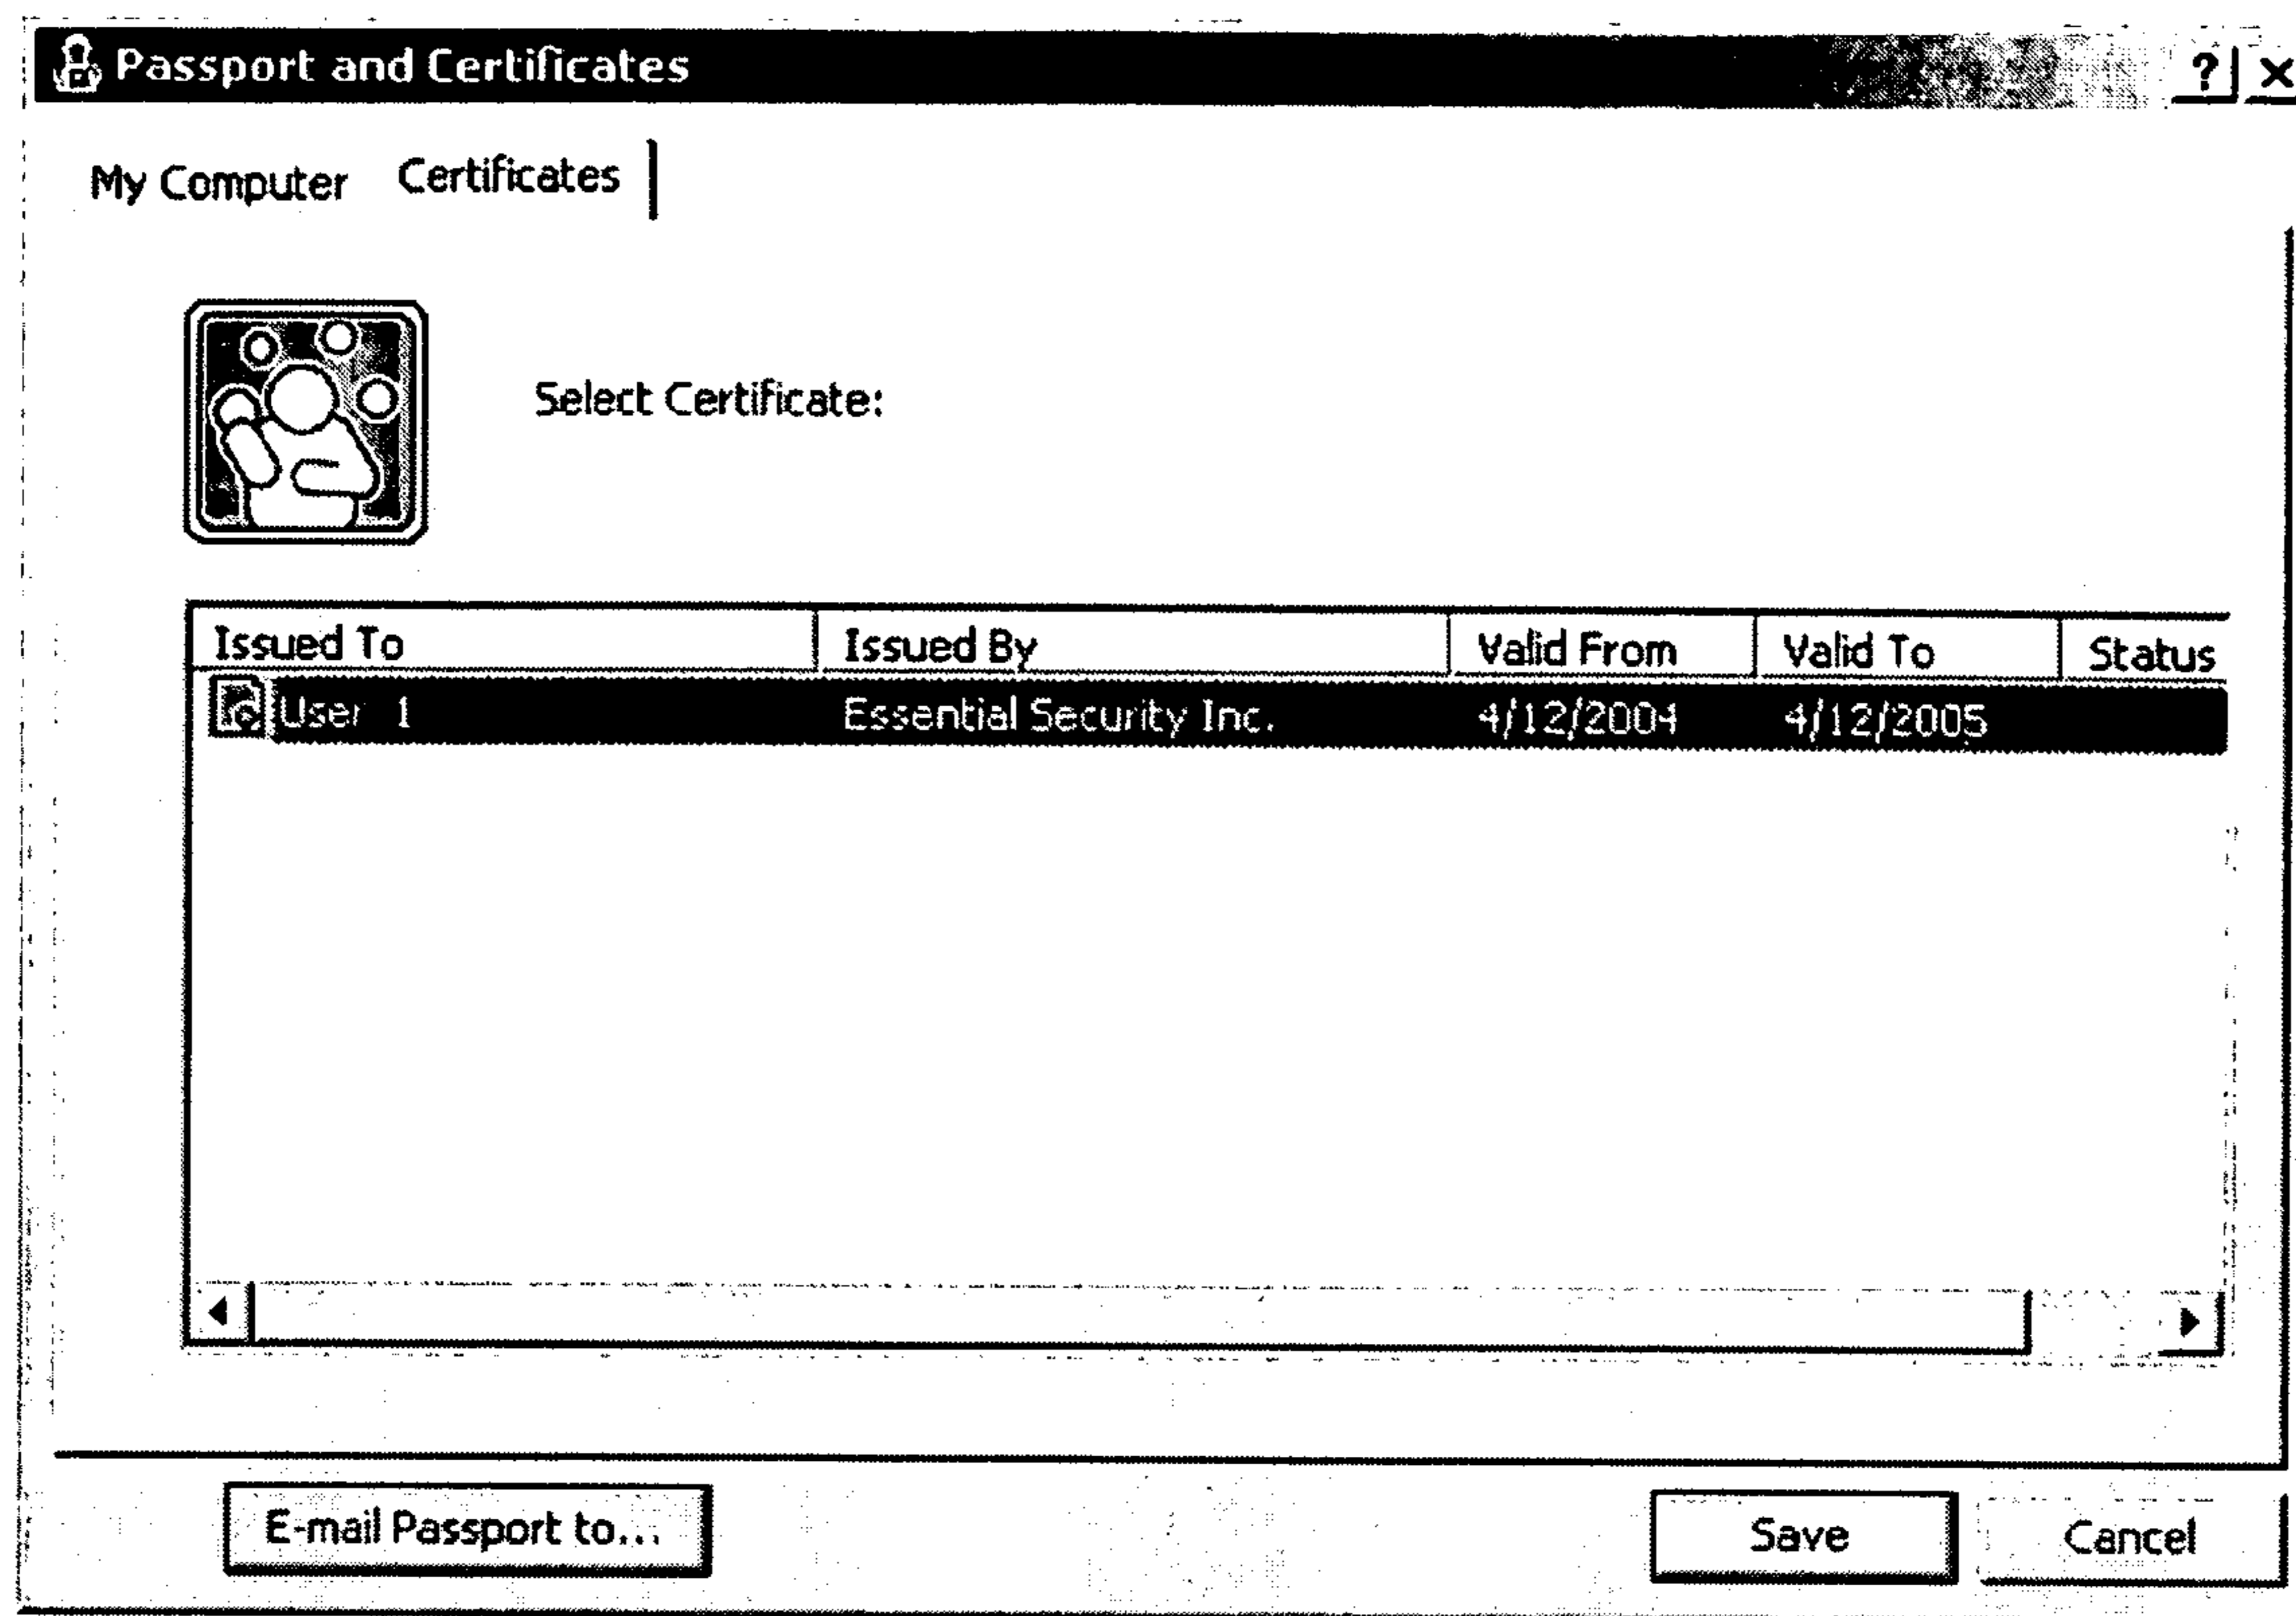 Passport and Certificates ? ×
My Computer Certificates
Select Certificate:
Issued To Issued By Valid From Valid To Status
User 1 Essential Security Inc. 4/12/2004 4/12/2005
E-mail Passport to... Save Cancel